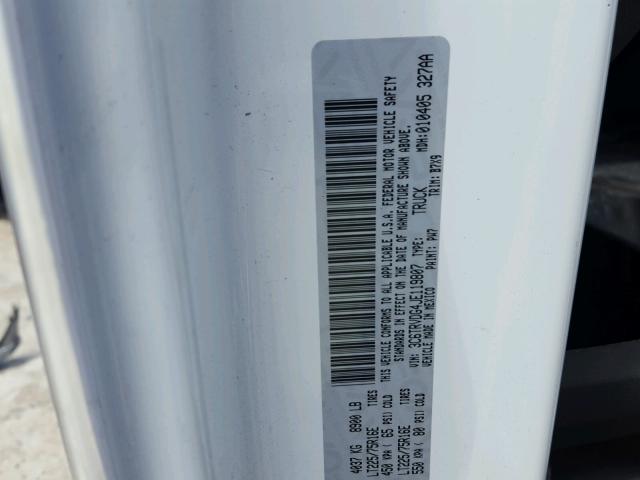 4037 KG 8900 LB
LT225/75R16E TIRES
450 KPA ( 65 PSI) COLD
LT225/75R16E TIRES
550 KPA ( 80 PSI) COLD
THIS VEHICLE CONFORMS TO ALL APPLICABLE U.S.A. FEDERAL MOTOR VEHICLE SAFETY
STANDARDS IN EFFECT ON THE DATE OF MANUFACTURE SHOWN ABOVE.
VIN: 3C6TRVDG4JE119807 TYPE: TRUCK MDH:010405 327AA
VEHICLE MADE IN MEXICO PAINT: PW7 TRIM: B7X9